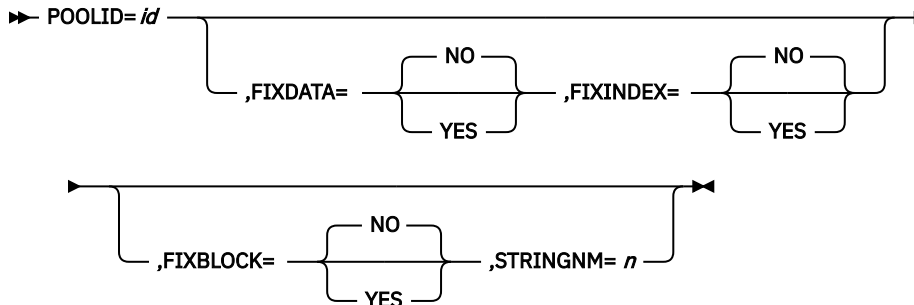 POOLID= id
NO NO
,FIXDATA= ,FIXINDEX=
YES YES
NO
,FIXBLOCK= ,STRINGNM= n
YES